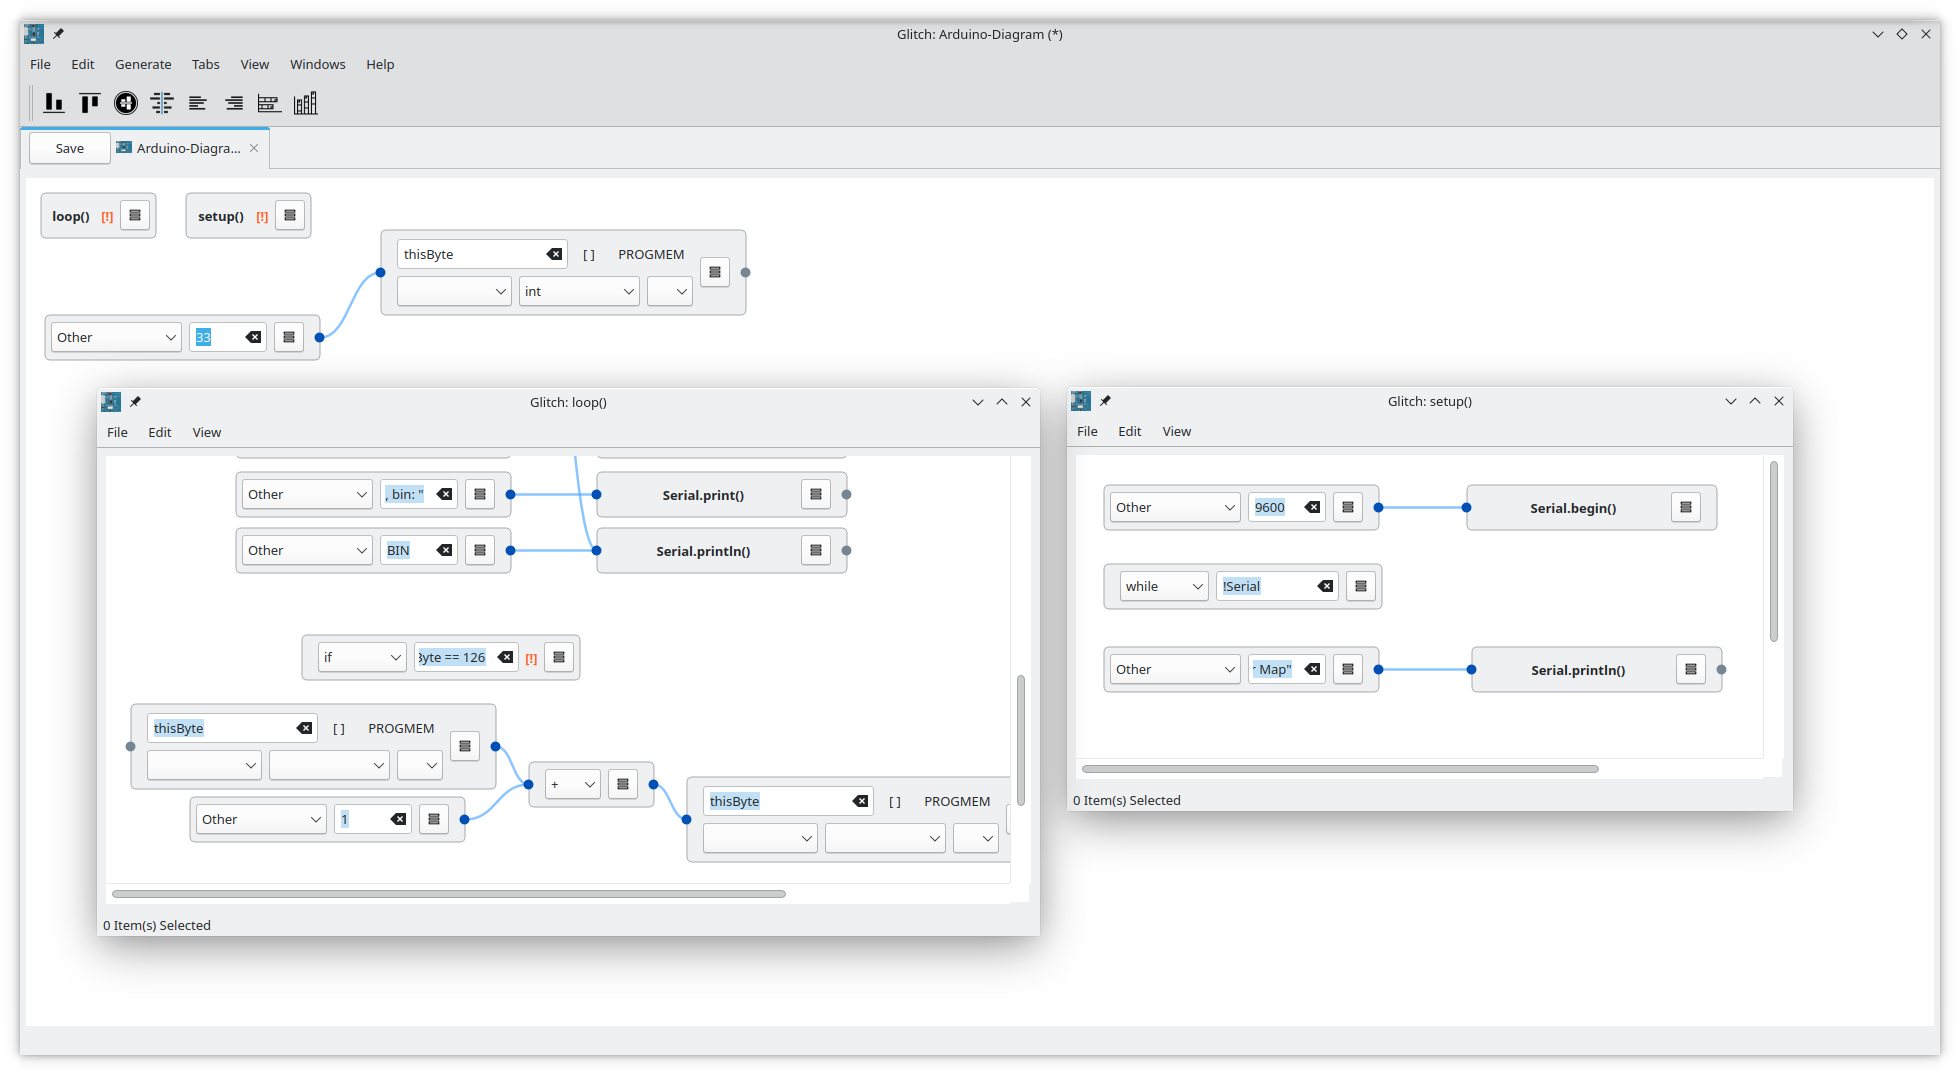 Glitch: Arduino-Diagram (*)
File Edit Generate Tabs View Windows Help
Save Arduino-Diagra...
loop() [!] setup() [!]
thisByte [ ] PROGMEM
int
Other 33
Glitch: loop()
File Edit View
Other , bin: " Serial.print()
Other BIN Serial.println()
if Byte == 126 [!]
thisByte [ ] PROGMEM
+
Other 1
thisByte [ ] PROGMEM
0 Item(s) Selected
Glitch: setup()
File Edit View
Other 9600 Serial.begin()
while !Serial
Other r Map" Serial.println()
0 Item(s) Selected